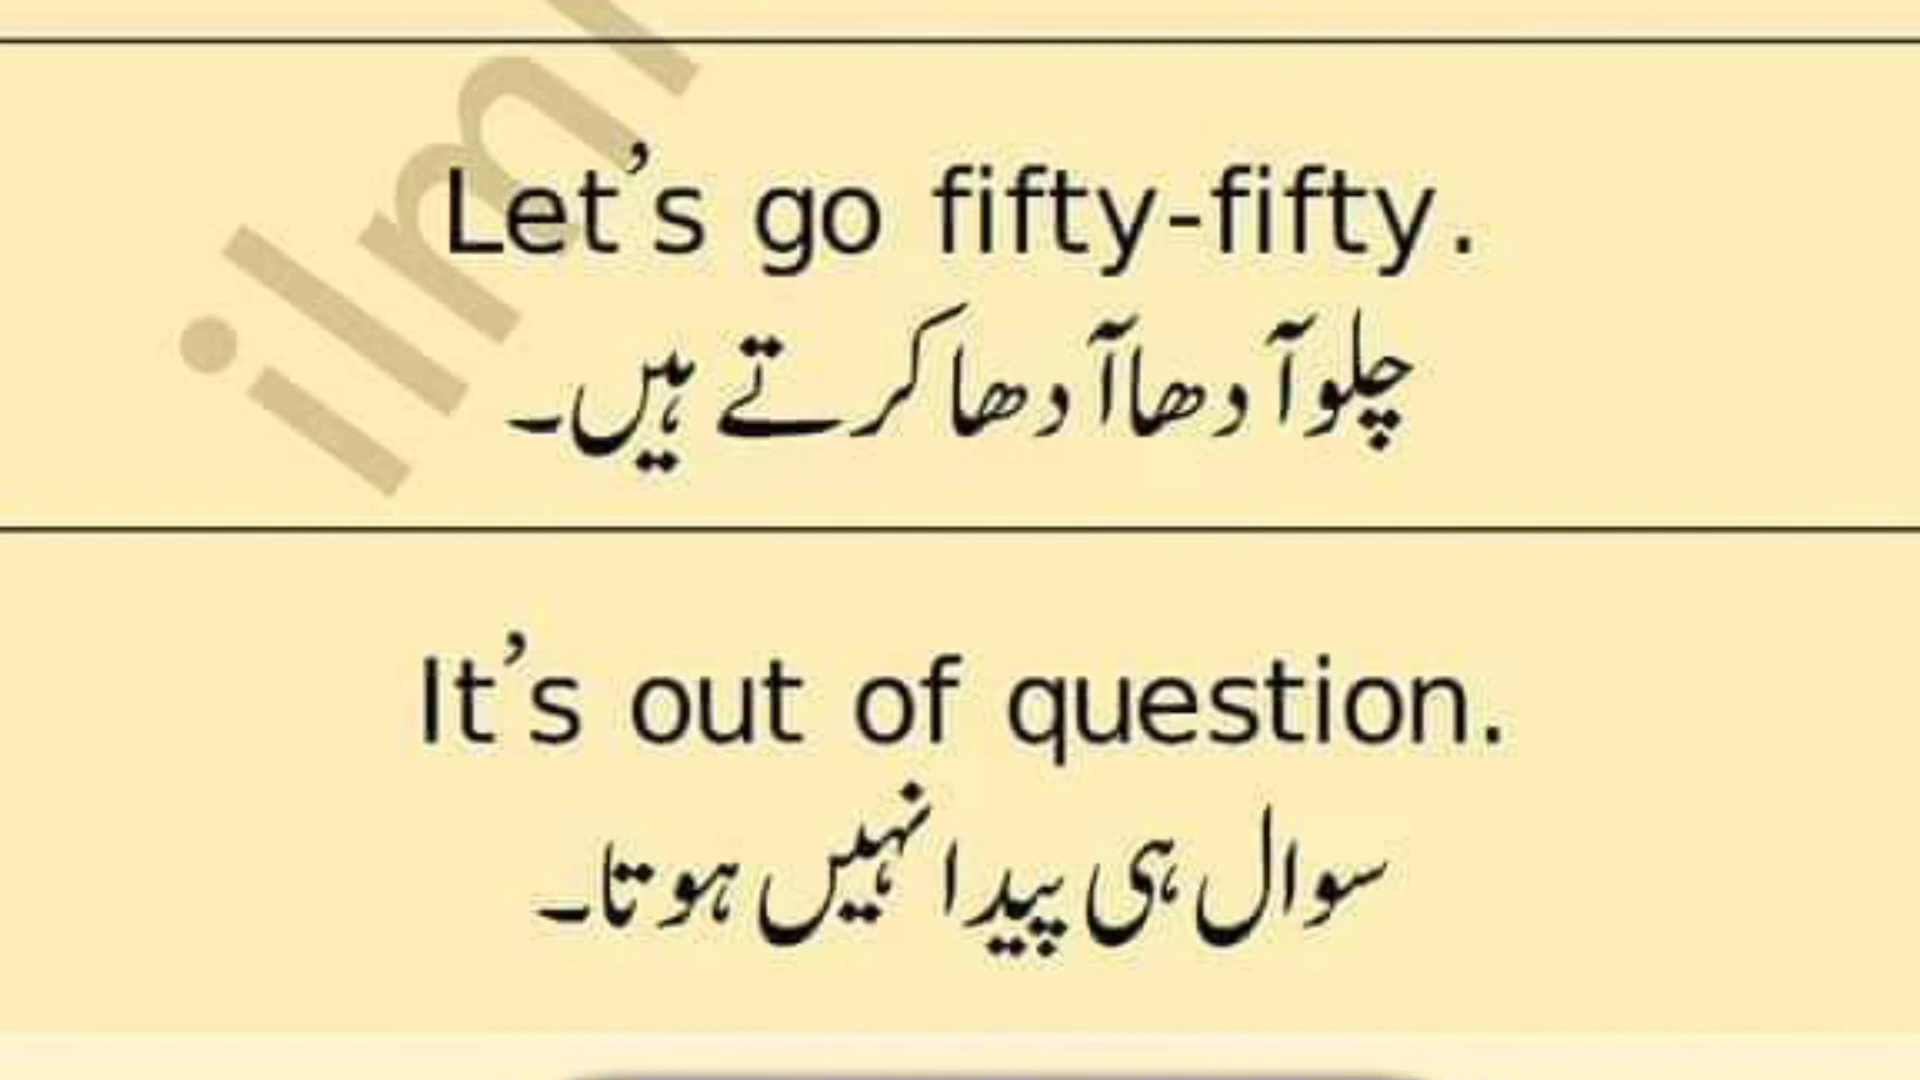 Let's go fifty-fifty.
چلو آدھا آدھا کرتے ہیں۔
It's out of question.
سوال ہی پیدا نہیں ہوتا۔